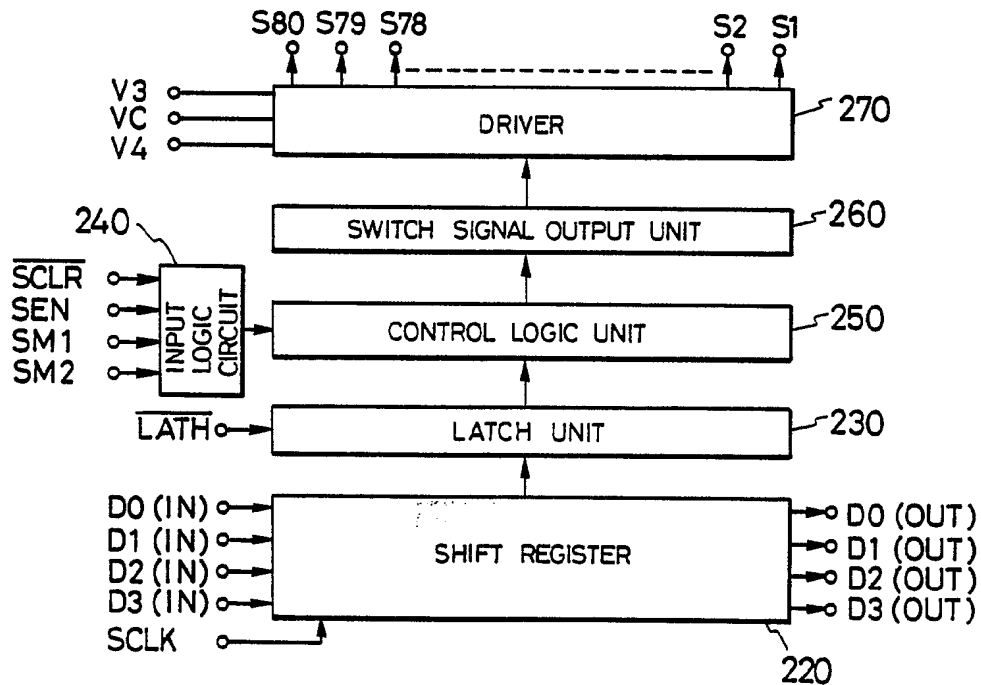 S80 S79 S78 S2 S1
V3
VC
V4
DRIVER
270
240
SWITCH SIGNAL OUTPUT UNIT
260
S̅C̅L̅R̅
SEN
SM1
SM2
INPUT
LOGIC
CIRCUIT
CONTROL LOGIC UNIT
250
L̅A̅T̅H̅
LATCH UNIT
230
D0 (IN)
D1 (IN)
D2 (IN)
D3 (IN)
SCLK
SHIFT REGISTER
D0 (OUT)
D1 (OUT)
D2 (OUT)
D3 (OUT)
220